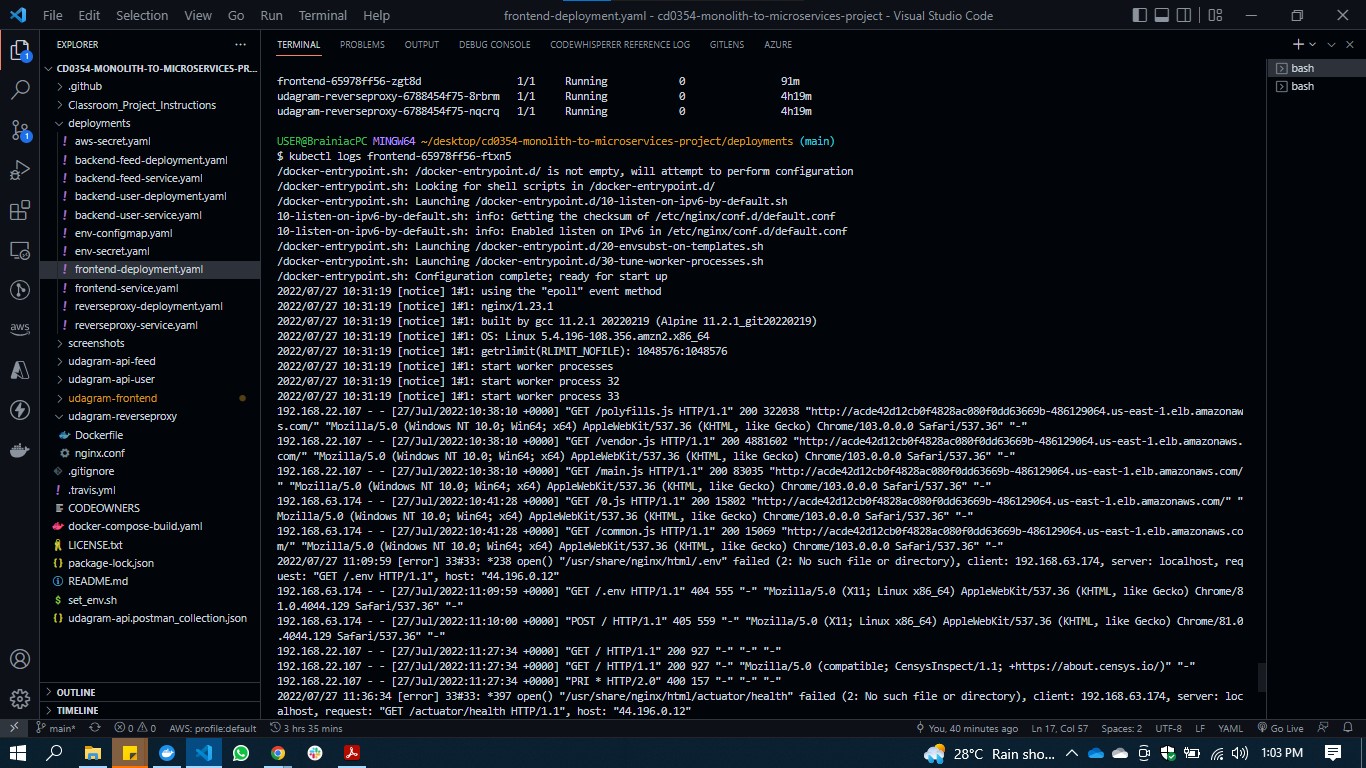 File Edit Selection View Go Run Terminal Help
frontend-deployment.yaml - cd0354-monolith-to-microservices-project - Visual Studio Code
EXPLORER
CD0354-MONOLITH-TO-MICROSERVICES-PR...
.github
Classroom_Project_Instructions
deployments
aws-secret.yaml
backend-feed-deployment.yaml
backend-feed-service.yaml
backend-user-deployment.yaml
backend-user-service.yaml
env-configmap.yaml
env-secret.yaml
frontend-deployment.yaml
frontend-service.yaml
reverseproxy-deployment.yaml
reverseproxy-service.yaml
screenshots
udagram-api-feed
udagram-api-user
udagram-frontend
udagram-reverseproxy
Dockerfile
nginx.conf
.gitignore
.travis.yml
CODEOWNERS
docker-compose-build.yaml
LICENSE.txt
package-lock.json
README.md
set_env.sh
udagram-api.postman_collection.json
OUTLINE
TIMELINE
1
1
aws
TERMINAL PROBLEMS OUTPUT DEBUG CONSOLE CODEWHISPERER REFERENCE LOG GITLENS AZURE
bash
bash
frontend-65978ff56-zgt8d 1/1 Running 0 91m
udagram-reverseproxy-6788454f75-8rbrm 1/1 Running 0 4h19m
udagram-reverseproxy-6788454f75-nqcrq 1/1 Running 0 4h19m
USER@BrainiacPC MINGW64 ~/desktop/cd0354-monolith-to-microservices-project/deployments (main)
$ kubectl logs frontend-65978ff56-ftxn5
/docker-entrypoint.sh: /docker-entrypoint.d/ is not empty, will attempt to perform configuration
/docker-entrypoint.sh: Looking for shell scripts in /docker-entrypoint.d/
/docker-entrypoint.sh: Launching /docker-entrypoint.d/10-listen-on-ipv6-by-default.sh
10-listen-on-ipv6-by-default.sh: info: Getting the checksum of /etc/nginx/conf.d/default.conf
10-listen-on-ipv6-by-default.sh: info: Enabled listen on IPv6 in /etc/nginx/conf.d/default.conf
/docker-entrypoint.sh: Launching /docker-entrypoint.d/20-envsubst-on-templates.sh
/docker-entrypoint.sh: Launching /docker-entrypoint.d/30-tune-worker-processes.sh
/docker-entrypoint.sh: Configuration complete; ready for start up
2022/07/27 10:31:19 [notice] 1#1: using the "epoll" event method
2022/07/27 10:31:19 [notice] 1#1: nginx/1.23.1
2022/07/27 10:31:19 [notice] 1#1: built by gcc 11.2.1 20220219 (Alpine 11.2.1_git20220219)
2022/07/27 10:31:19 [notice] 1#1: OS: Linux 5.4.196-108.356.amzn2.x86_64
2022/07/27 10:31:19 [notice] 1#1: getrlimit(RLIMIT_NOFILE): 1048576:1048576
2022/07/27 10:31:19 [notice] 1#1: start worker processes
2022/07/27 10:31:19 [notice] 1#1: start worker process 32
2022/07/27 10:31:19 [notice] 1#1: start worker process 33
192.168.22.107 - - [27/Jul/2022:10:38:10 +0000] "GET /polyfills.js HTTP/1.1" 200 322038 "http://acde42d12cb0f4828ac080f0dd63669b-486129064.us-east-1.elb.amazonaw
s.com/" "Mozilla/5.0 (Windows NT 10.0; Win64; x64) AppleWebKit/537.36 (KHTML, like Gecko) Chrome/103.0.0.0 Safari/537.36" "-"
192.168.22.107 - - [27/Jul/2022:10:38:10 +0000] "GET /vendor.js HTTP/1.1" 200 4881602 "http://acde42d12cb0f4828ac080f0dd63669b-486129064.us-east-1.elb.amazonaws.
com/" "Mozilla/5.0 (Windows NT 10.0; Win64; x64) AppleWebKit/537.36 (KHTML, like Gecko) Chrome/103.0.0.0 Safari/537.36" "-"
192.168.22.107 - - [27/Jul/2022:10:38:10 +0000] "GET /main.js HTTP/1.1" 200 83035 "http://acde42d12cb0f4828ac080f0dd63669b-486129064.us-east-1.elb.amazonaws.com/
" "Mozilla/5.0 (Windows NT 10.0; Win64; x64) AppleWebKit/537.36 (KHTML, like Gecko) Chrome/103.0.0.0 Safari/537.36" "-"
192.168.63.174 - - [27/Jul/2022:10:41:28 +0000] "GET /0.js HTTP/1.1" 200 15802 "http://acde42d12cb0f4828ac080f0dd63669b-486129064.us-east-1.elb.amazonaws.com/" "
Mozilla/5.0 (Windows NT 10.0; Win64; x64) AppleWebKit/537.36 (KHTML, like Gecko) Chrome/103.0.0.0 Safari/537.36" "-"
192.168.63.174 - - [27/Jul/2022:10:41:28 +0000] "GET /common.js HTTP/1.1" 200 15069 "http://acde42d12cb0f4828ac080f0dd63669b-486129064.us-east-1.elb.amazonaws.co
m/" "Mozilla/5.0 (Windows NT 10.0; Win64; x64) AppleWebKit/537.36 (KHTML, like Gecko) Chrome/103.0.0.0 Safari/537.36" "-"
2022/07/27 11:09:59 [error] 33#33: *238 open() "/usr/share/nginx/html/.env" failed (2: No such file or directory), client: 192.168.63.174, server: localhost, req
uest: "GET /.env HTTP/1.1", host: "44.196.0.12"
192.168.63.174 - - [27/Jul/2022:11:09:59 +0000] "GET /.env HTTP/1.1" 404 555 "-" "Mozilla/5.0 (X11; Linux x86_64) AppleWebKit/537.36 (KHTML, like Gecko) Chrome/8
1.0.4044.129 Safari/537.36" "-"
192.168.63.174 - - [27/Jul/2022:11:10:00 +0000] "POST / HTTP/1.1" 405 559 "-" "Mozilla/5.0 (X11; Linux x86_64) AppleWebKit/537.36 (KHTML, like Gecko) Chrome/81.0
.4044.129 Safari/537.36" "-"
192.168.22.107 - - [27/Jul/2022:11:27:34 +0000] "GET / HTTP/1.1" 200 927 "-" "-" "-"
192.168.22.107 - - [27/Jul/2022:11:27:34 +0000] "GET / HTTP/1.1" 200 927 "-" "Mozilla/5.0 (compatible; CensysInspect/1.1; +https://about.censys.io/)" "-"
192.168.22.107 - - [27/Jul/2022:11:27:34 +0000] "PRI * HTTP/2.0" 400 157 "-" "-" "-"
2022/07/27 11:36:34 [error] 33#33: *397 open() "/usr/share/nginx/html/actuator/health" failed (2: No such file or directory), client: 192.168.63.174, server: loc
alhost, request: "GET /actuator/health HTTP/1.1", host: "44.196.0.12"
main* 0 0 AWS: profile:default 3 hrs 35 mins
You, 40 minutes ago Ln 17, Col 57 Spaces: 2 UTF-8 LF YAML Go Live
28°C Rain sho... 1:03 PM